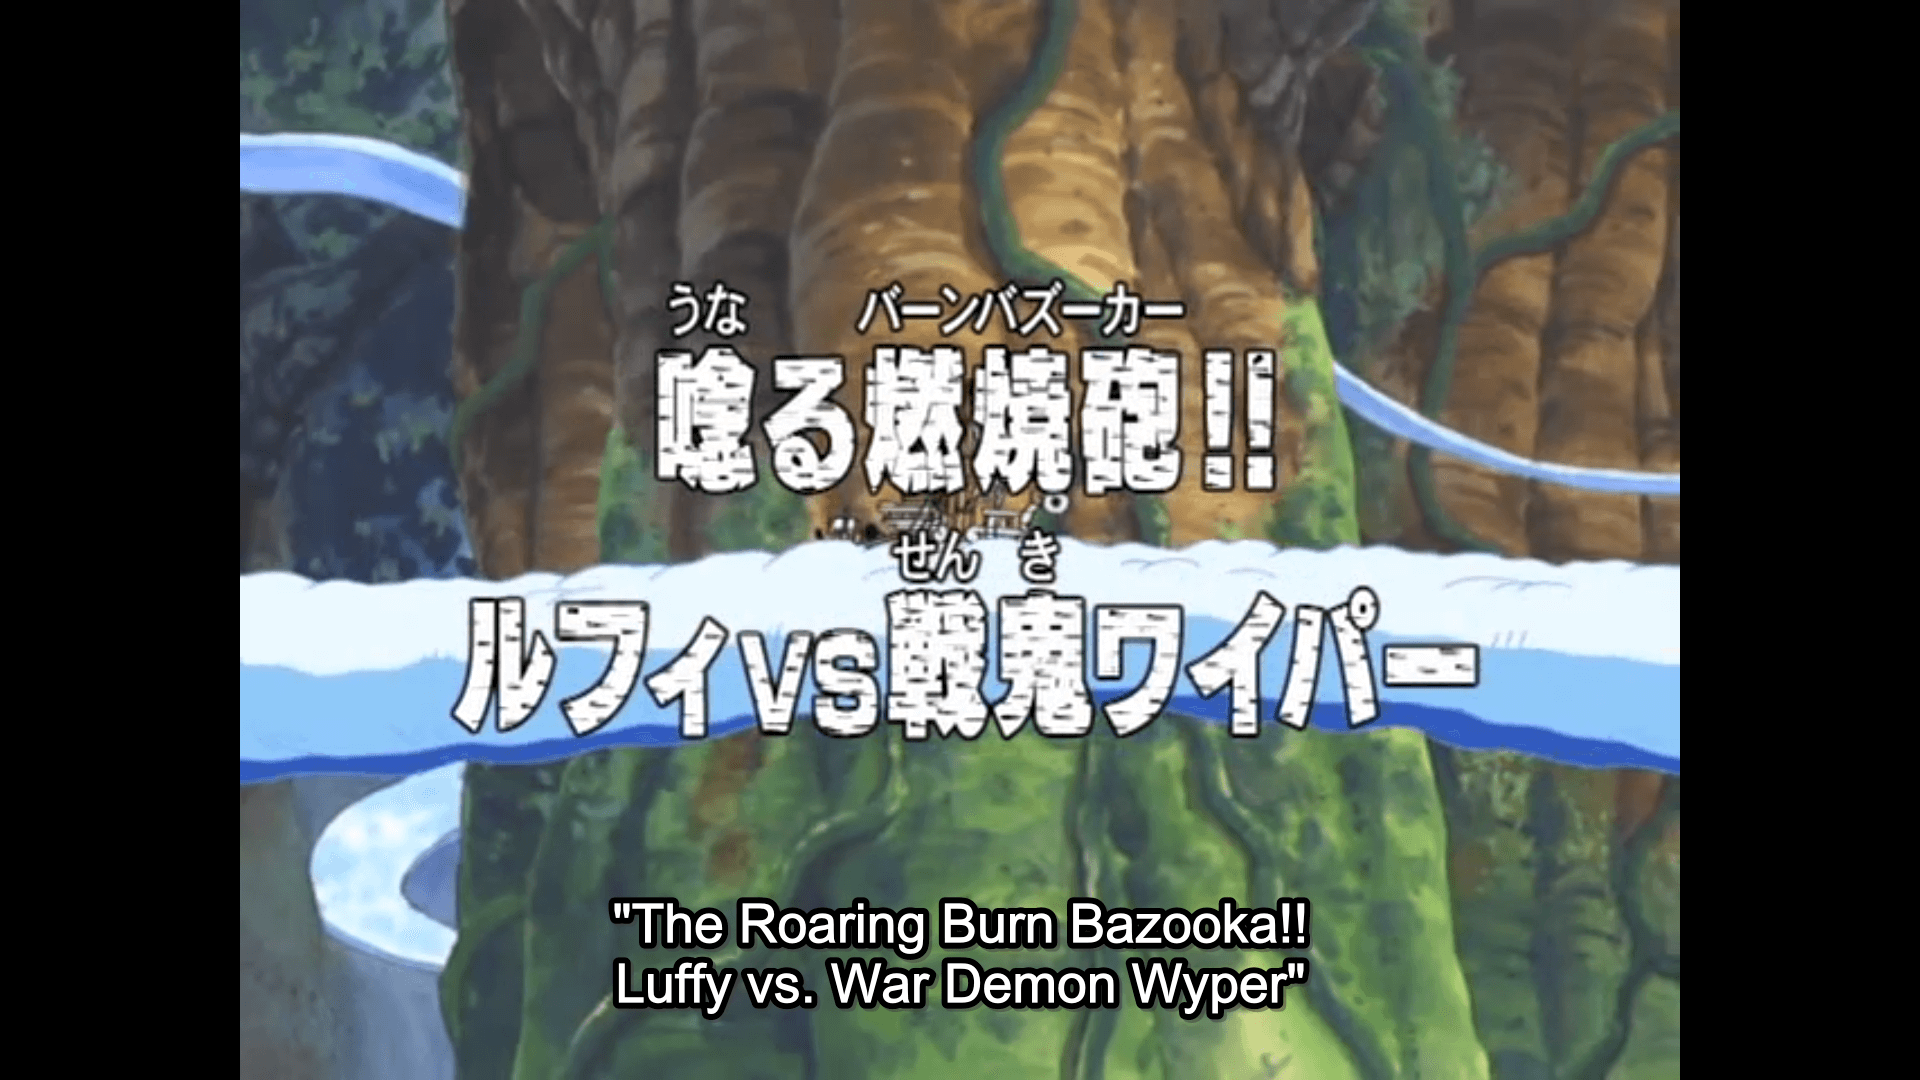 うな バーンバズーカー
唸る燃焼砲!!
せんき
ルフィvs戦鬼ワイパー
"The Roaring Burn Bazooka!!
Luffy vs. War Demon Wyper"